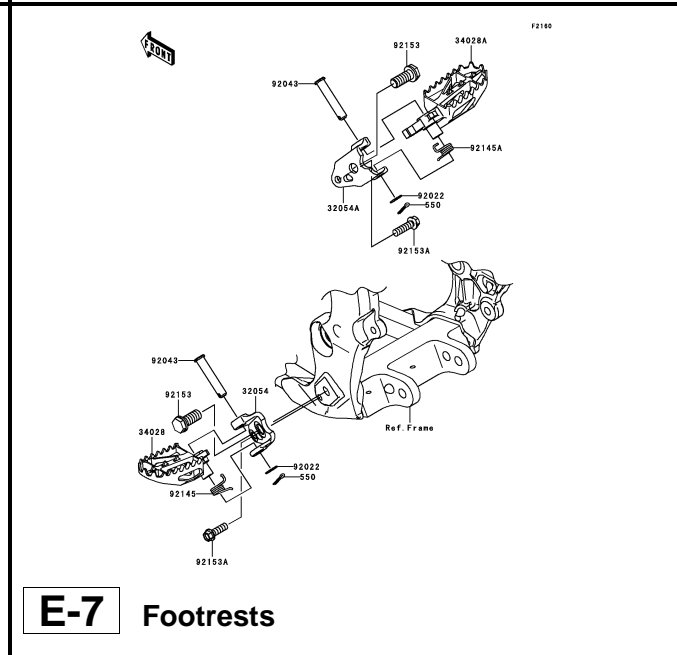 F2160
FRONT
92153
34028A
92043
92145A
92022
550
32054A
92153A
92043
92153
32054
34028
Ref.Frame
92022
550
92145
92153A
E-7 Footrests